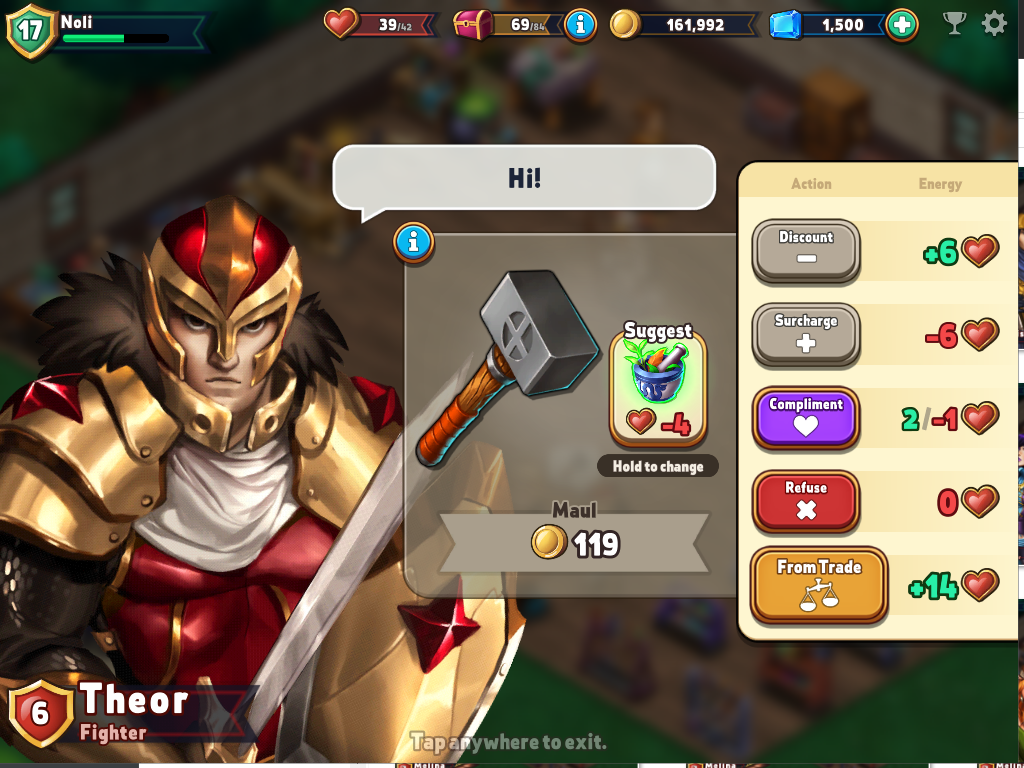 17
Noli
39/42
69/84
i
161,992
1,500
Hi!
i
Suggest
-4
Hold to change
Maul
119
Action
Energy
Discount
+6
Surcharge
-6
Compliment
2/-1
Refuse
0
From Trade
+14
6
Theor
Fighter
Tap anywhere to exit.